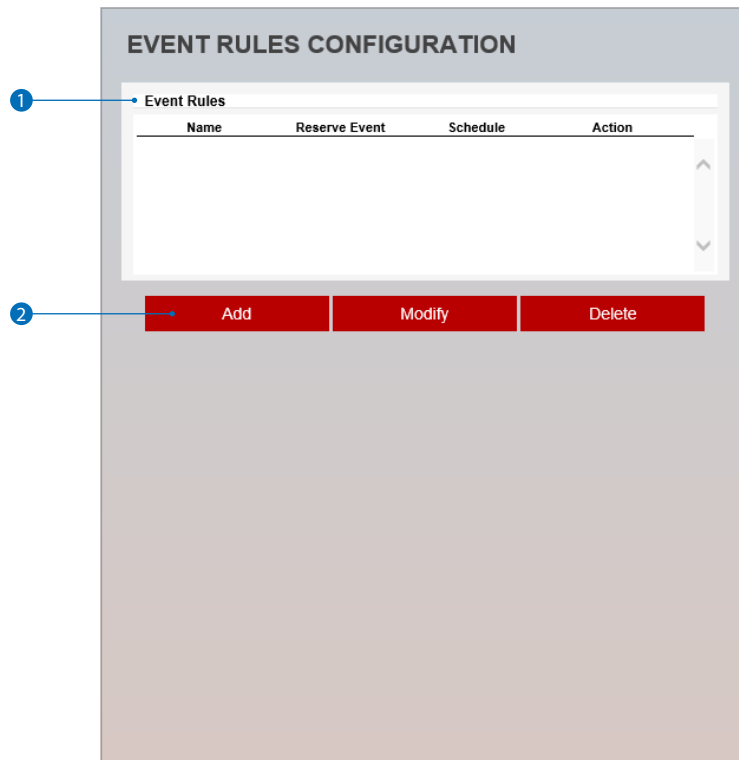 EVENT RULES CONFIGURATION
1
Event Rules
Name Reserve Event Schedule Action
2
Add Modify Delete